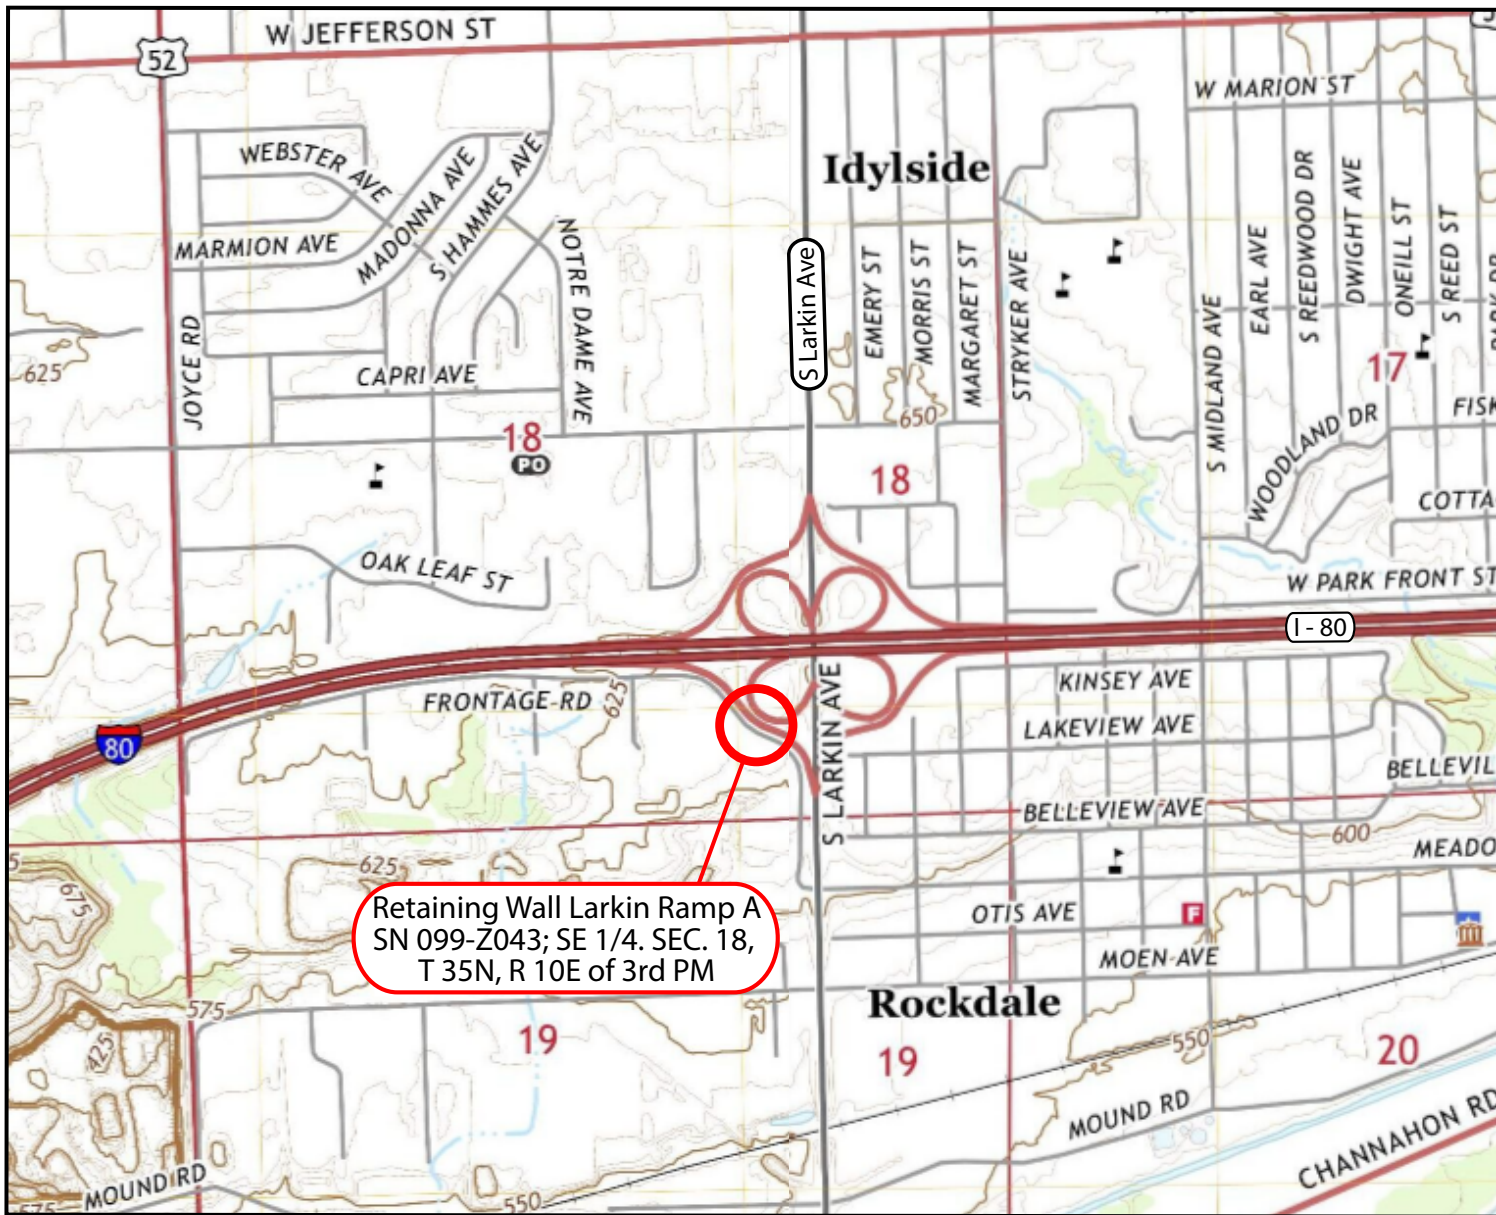 W JEFFERSON ST
52
W MARION ST
Idylside
WEBSTER AVE
MADONNA AVE
S HAMMES AVE
MARMION AVE
NOTRE DAME AVE
JOYCE RD
CAPRI AVE
625
S Larkin Ave
EMERY ST
MORRIS ST
MARGARET ST
STRYKER AVE
S MIDLAND AVE
EARL AVE
S REEDWOOD DR
DWIGHT AVE
ONEILL ST
S REED ST
PARK DR
17
650
18
PO
18
WOODLAND DR
FISK
COTTA
OAK LEAF ST
W PARK FRONT ST
I - 80
FRONTAGE RD
625
80
S LARKIN AVE
KINSEY AVE
LAKEVIEW AVE
BELLEVIL
BELLEVIEW AVE
600
MEADO
625
675
Retaining Wall Larkin Ramp A
SN 099-Z043; SE 1/4. SEC. 18,
T 35N, R 10E of 3rd PM
OTIS AVE
F
MOEN AVE
Rockdale
575
425
19
19
550
20
MOUND RD
CHANNAHON RD
MOUND RD
575
550